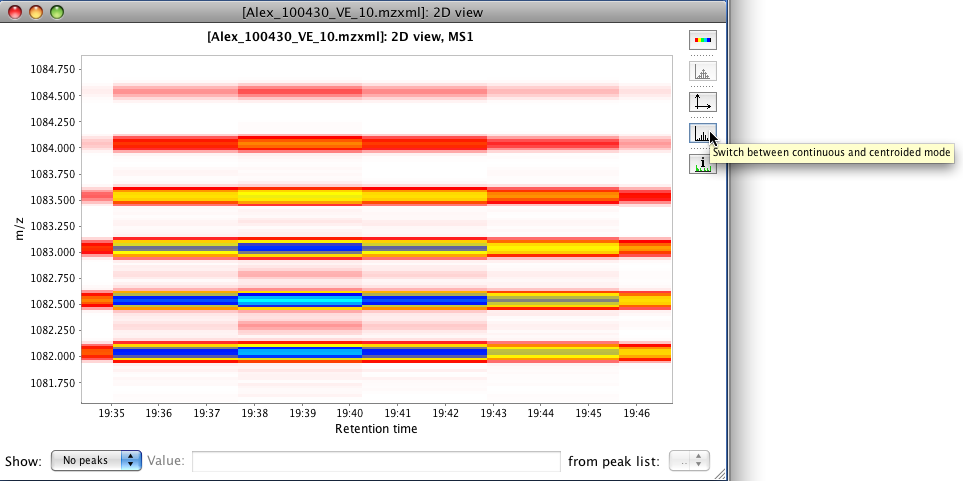 [Alex_100430_VE_10.mzxml]: 2D view
[Alex_100430_VE_10.mzxml]: 2D view, MS1
1084.750
1084.500
1084.250
1084.000
1083.750
1083.500
1083.250
1083.000
1082.750
1082.500
1082.250
1082.000
1081.750
m/z
19:35 19:36 19:37 19:38 19:39 19:40 19:41 19:42 19:43 19:44 19:45 19:46
Retention time
Switch between continuous and centroided mode
i
Show: No peaks Value: from peak list: ..